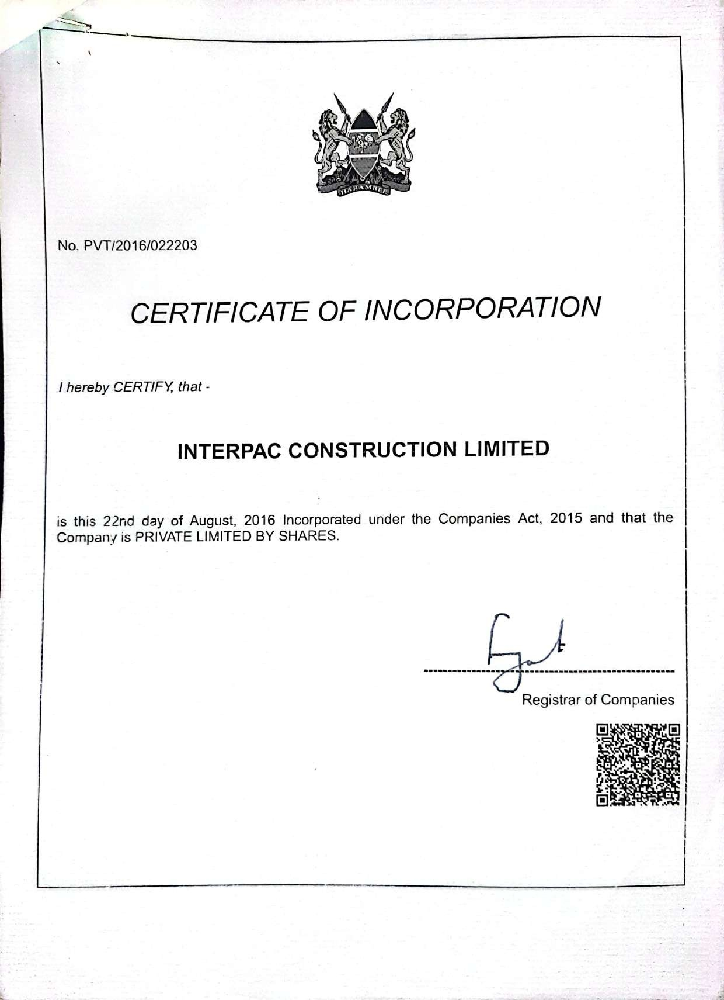 HARAMBEE
No. PVT/2016/022203
CERTIFICATE OF INCORPORATION
I hereby CERTIFY, that -
INTERPAC CONSTRUCTION LIMITED
is this 22nd day of August, 2016 Incorporated under the Companies Act, 2015 and that the
Company is PRIVATE LIMITED BY SHARES.
Registrar of Companies